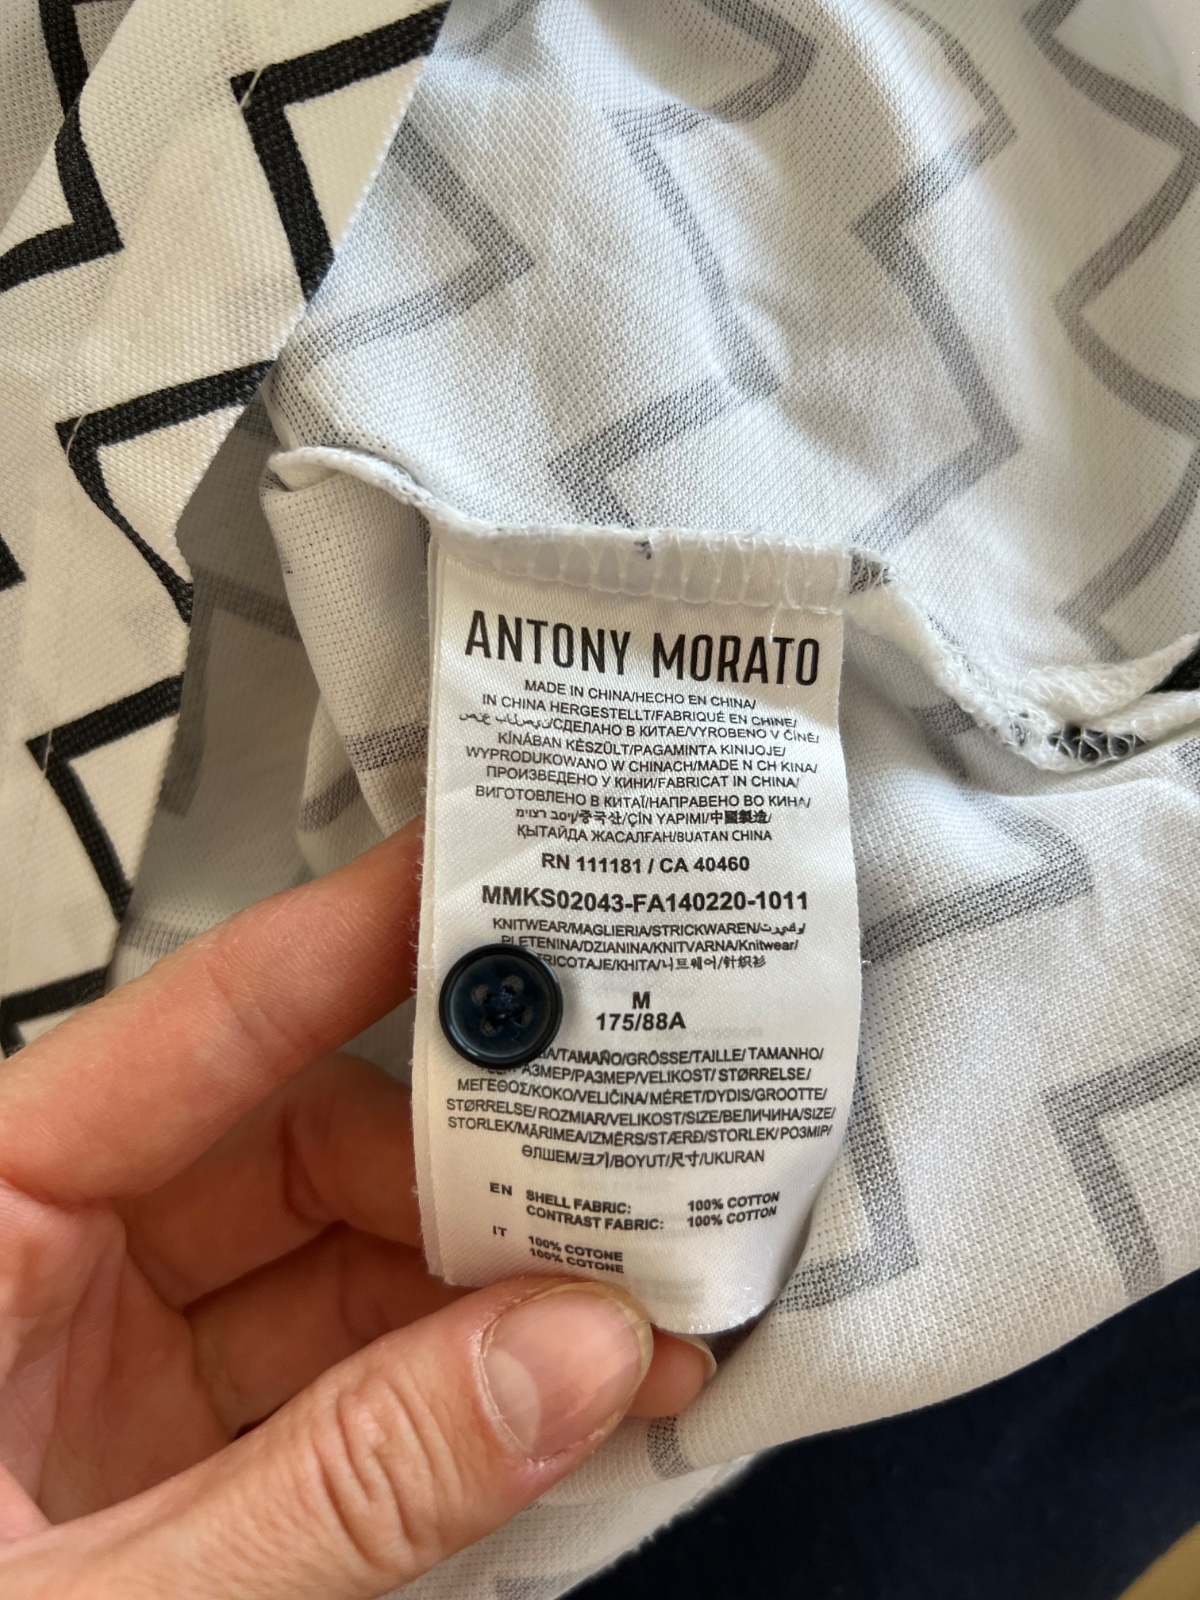 ANTONY MORATO
MADE IN CHINA/HECHO EN CHINA/
IN CHINA HERGESTELLT/FABRIQUÉ EN CHINE/
СДЕЛАНО В КИТАЕ/VYROBENO V ČÍNĚ/
KÍNÁBAN KÉSZÜLT/PAGAMINTA KINIJOJE/
WYPRODUKOWANO W CHINACH/MADE N CH KINA/
ПРОИЗВЕДЕНО У КИНИ/FABRICAT IN CHINA/
ВИГОТОВЛЕНО В КИТАЇ/НАПРАВЕНО ВО КИНА/
중국산/ÇİN YAPIMI/中國製造/
ҚЫТАЙДА ЖАСАЛҒАН/BUATAN CHINA
RN 111181 / CA 40460
MMKS02043-FA140220-1011
KNITWEAR/MAGLIERIA/STRICKWAREN/
PLETENINA/DZIANINA/KNITVARNA/Knitwear/
TRICOTAJE/KHITA/니트웨어/针织衫
M
175/88A
/TAMAÑO/GRÖSSE/TAILLE/ TAMANHO/
РАЗМЕР/VELIKOST/ STØRRELSE/
ΜΕΓΕΘΟΣ/KOKO/VELIČINA/MÉRET/DYDIS/GROOTTE/
STØRRELSE/ ROZMIAR/VELIKOST/SIZE/ВЕЛИЧИНА/SIZE/
STORLEK/MĂRIMEA/IZMĒRS/STÆRÐ/STORLEK/ РОЗМІР/
ӨЛШЕМ/크기/BOYUT/尺寸/UKURAN
EN SHELL FABRIC: 100% COTTON
CONTRAST FABRIC: 100% COTTON
IT 100% COTONE
100% COTONE